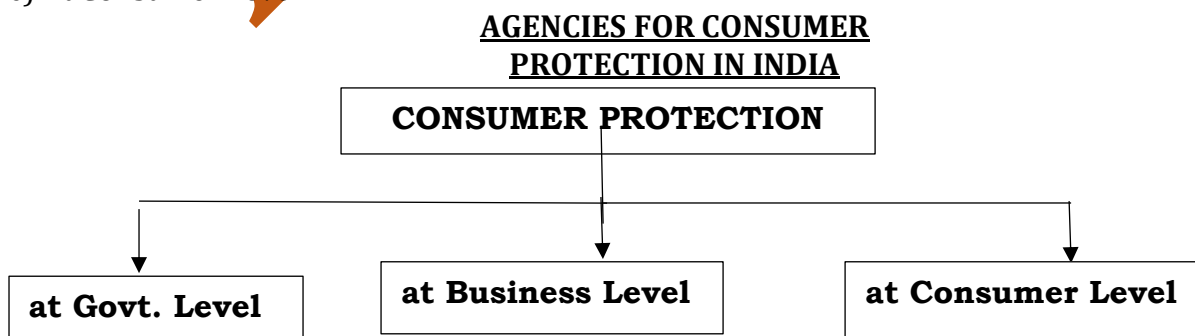 AGENCIES FOR CONSUMER
PROTECTION IN INDIA
CONSUMER PROTECTION
at Govt. Level
at Business Level
at Consumer Level